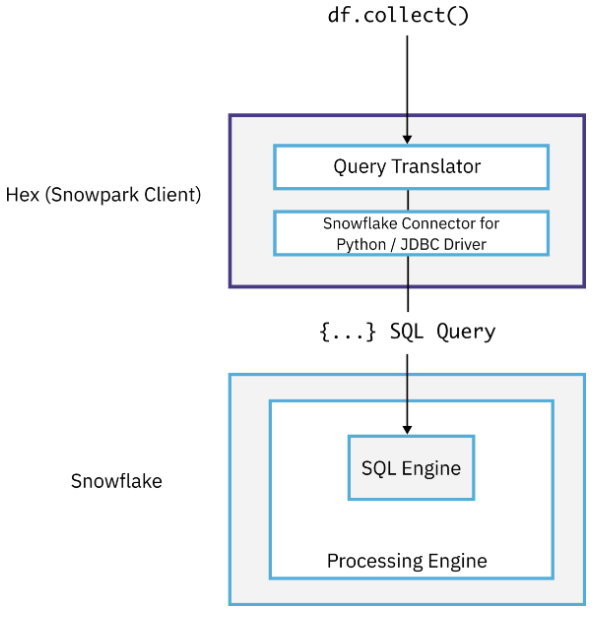 df.collect()
Query Translator
Hex (Snowpark Client)
Snowflake Connector for
Python / JDBC Driver
{...} SQL Query
SQL Engine
Snowflake
Processing Engine